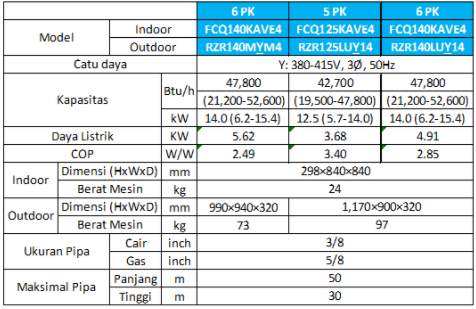 6 PK 5 PK 6 PK
Model Indoor FCQ140KAVE4 FCQ125KAVE4 FCQ140KAVE4
Outdoor RZR140MYM4 RZR125LUY14 RZR140LUY14
Catu daya Y: 380-415V, 3Ø, 50Hz
Kapasitas Btu/h 47,800 42,700 47,800
(21,200-52,600) (19,500-47,800) (21,200-52,600)
kW 14.0 (6.2-15.4) 12.5 (5.7-14.0) 14.0 (6.2-15.4)
Daya Listrik KW 5.62 3.68 4.91
COP W/W 2.49 3.40 2.85
Indoor Dimensi (HxWxD) mm 298×840×840
Berat Mesin kg 24
Outdoor Dimensi (HxWxD) mm 990×940×320 1,170×900×320
Berat Mesin kg 73 97
Ukuran Pipa Cair inch 3/8
Gas inch 5/8
Maksimal Pipa Panjang m 50
Tinggi m 30